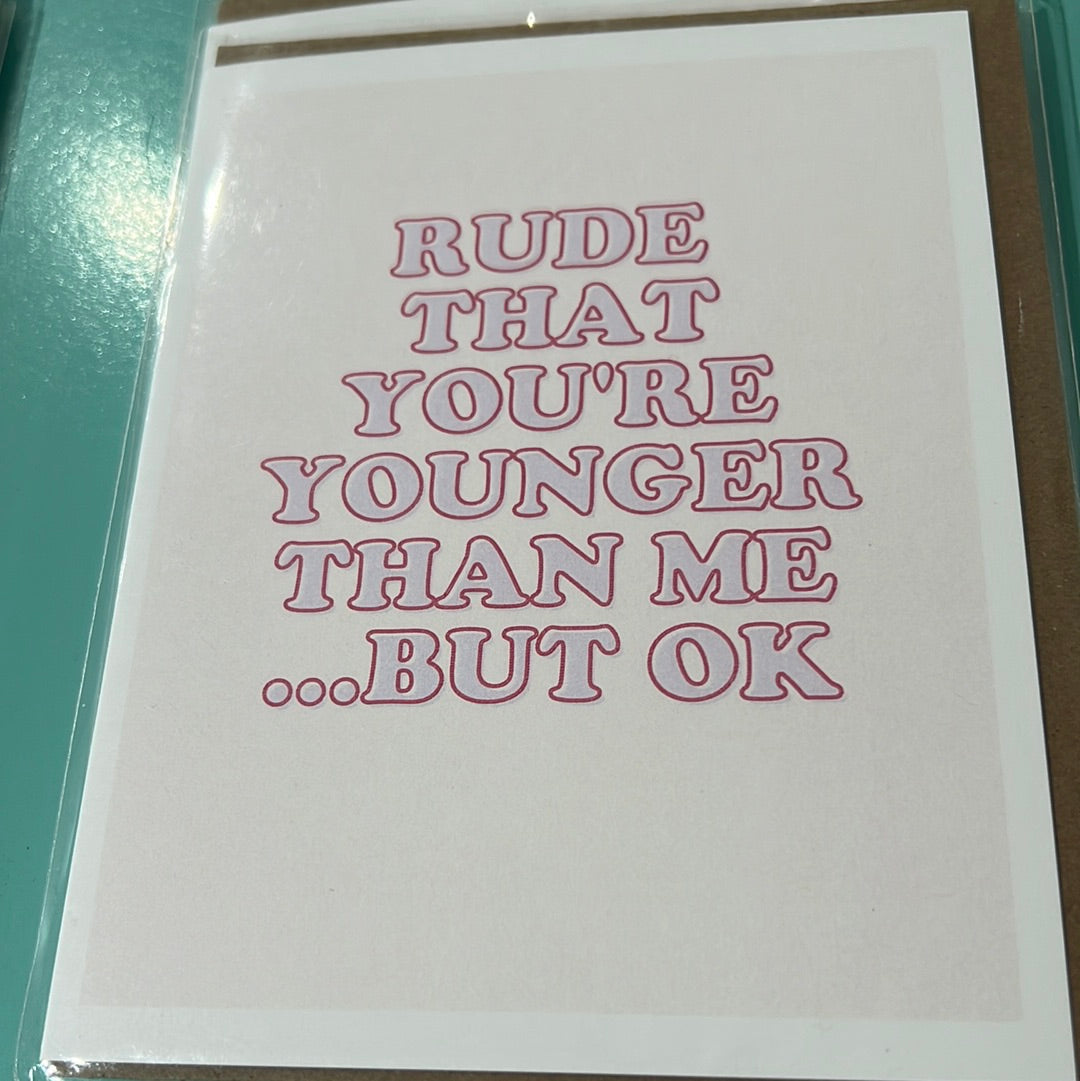 RUDE
THAT
YOU'RE
YOUNGER
THAN ME
...BUT OK